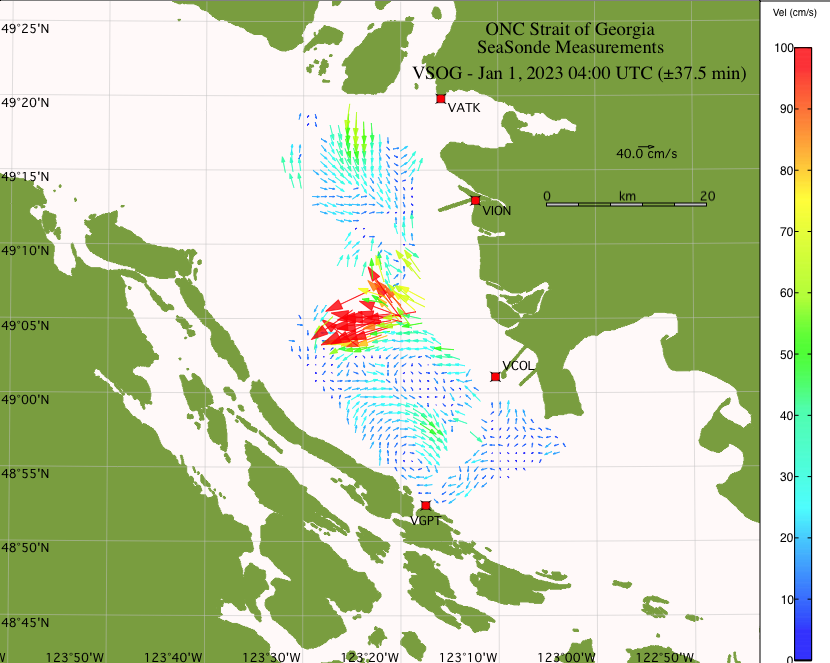 Vel (cm/s)
ONC Strait of Georgia
SeaSonde Measurements
VSOG - Jan 1, 2023 04:00 UTC (±37.5 min)
49°25'N
49°20'N
49°15'N
49°10'N
49°05'N
49°00'N
48°55'N
48°50'N
48°45'N
VATK
40.0 cm/s
0 km 20
VION
VCOL
VGPT
W 123°50'W 123°40'W 123°30'W 123°20'W 123°10'W 123°00'W 122°50'W
100
90
80
70
60
50
40
30
20
10
0